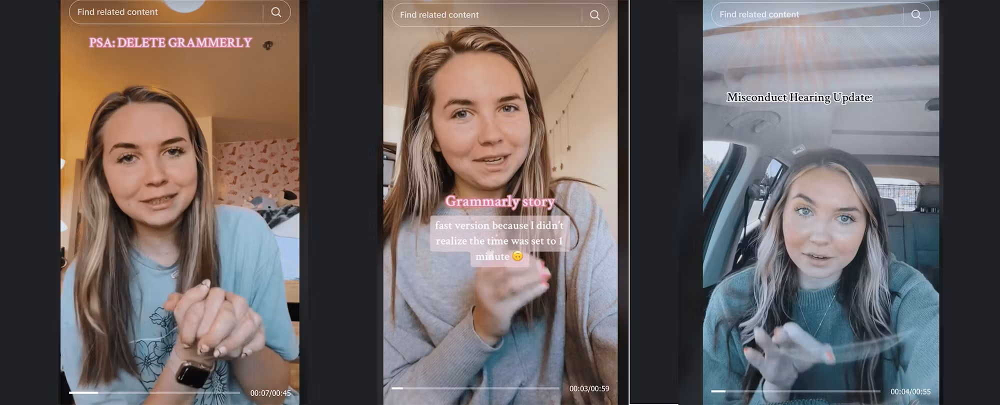 Find related content
PSA: DELETE GRAMMERLY
00:07/00:45
Find related content
Grammarly story
fast version because I didn't
realize the time was set to 1
minute 🙃
00:03/00:59
Find related content
Misconduct Hearing Update:
00:04/00:55